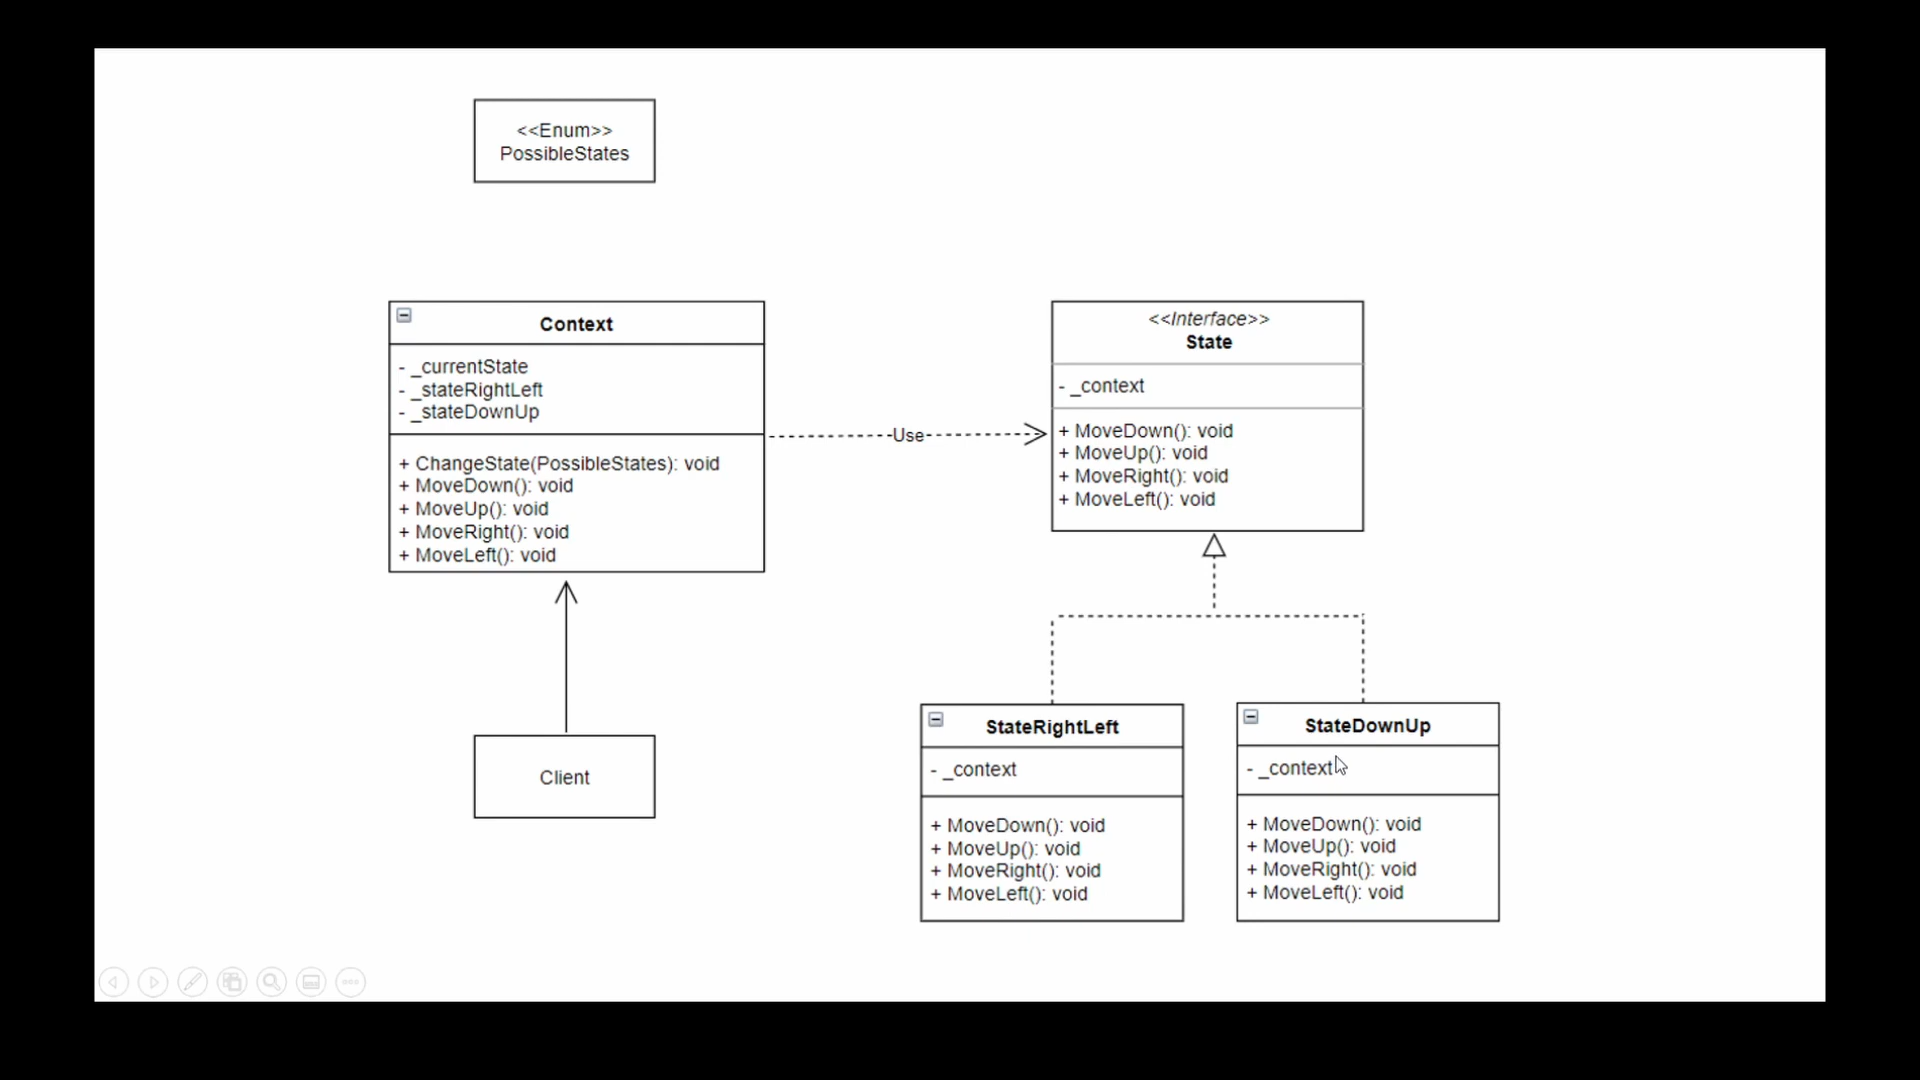 <<Enum>>
PossibleStates
Context
- _currentState
- _stateRightLeft
- _stateDownUp
+ ChangeState(PossibleStates): void
+ MoveDown(): void
+ MoveUp(): void
+ MoveRight(): void
+ MoveLeft(): void
Use
<<Interface>>
State
- _context
+ MoveDown(): void
+ MoveUp(): void
+ MoveRight(): void
+ MoveLeft(): void
Client
StateRightLeft
- _context
+ MoveDown(): void
+ MoveUp(): void
+ MoveRight(): void
+ MoveLeft(): void
StateDownUp
- _context
+ MoveDown(): void
+ MoveUp(): void
+ MoveRight(): void
+ MoveLeft(): void